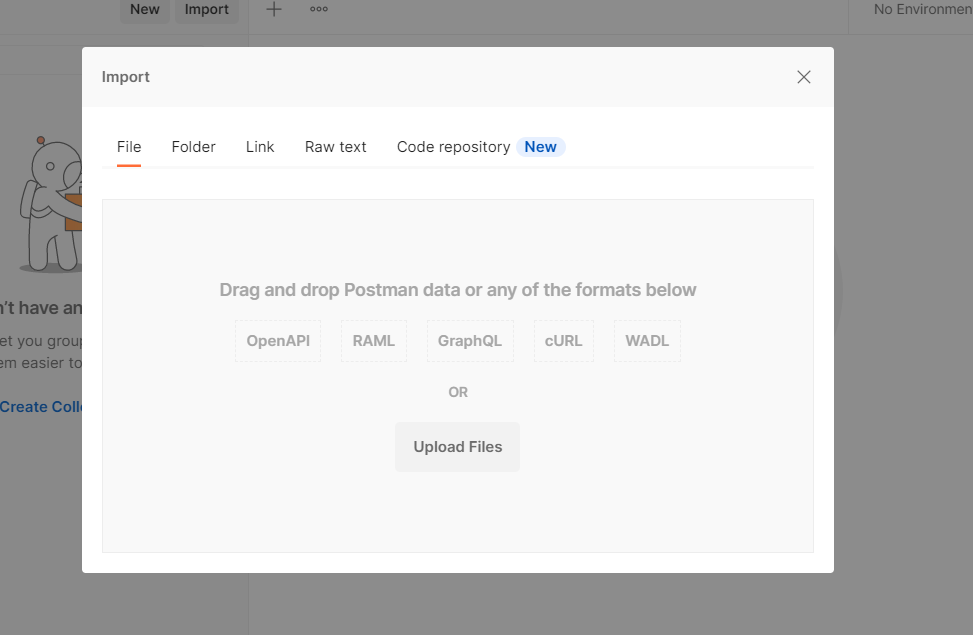 New Import
No Environmen
Import
File Folder Link Raw text Code repository New
Drag and drop Postman data or any of the formats below
OpenAPI RAML GraphQL cURL WADL
OR
Upload Files
n't have an
et you group
em easier to
Create Colle